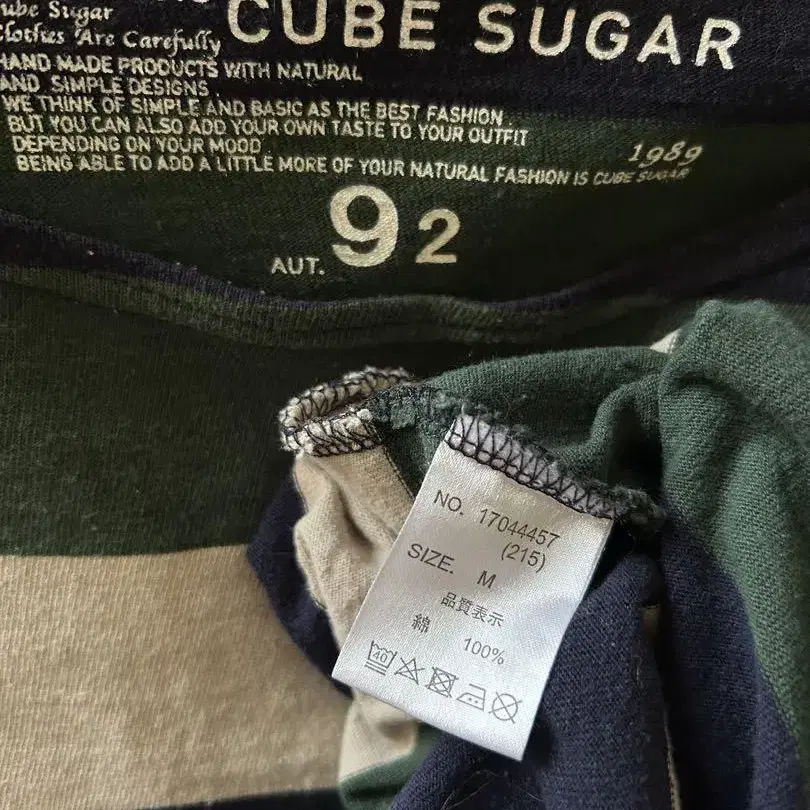 Cube Sugar
Clothes Are Carefully
CUBE SUGAR
HAND MADE PRODUCTS WITH NATURAL
AND SIMPLE DESIGNS.
WE THINK OF SIMPLE AND BASIC AS THE BEST FASHION.
BUT YOU CAN ALSO ADD YOUR OWN TASTE TO YOUR OUTFIT
DEPENDING ON YOUR MOOD.
BEING ABLE TO ADD A LITTLE MORE OF YOUR NATURAL FASHION IS CUBE SUGAR
1989
AUT. 92
NO. 17044457
(215)
SIZE. M
品質表示
綿 100%
40